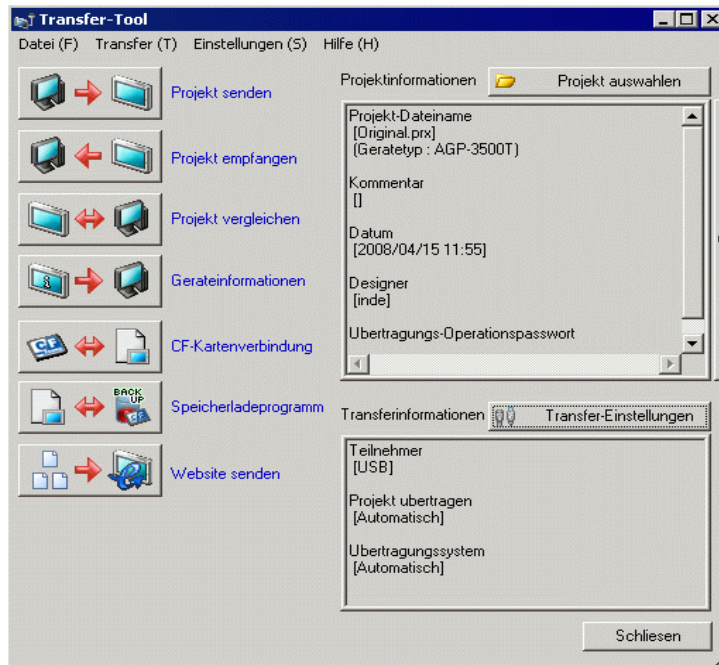 Transfer-Tool
Datei (F) Transfer (T) Einstellungen (S) Hilfe (H)
Projekt senden
Projekt empfangen
Projekt vergleichen
Gerateinformationen
CF
CF-Kartenverbindung
BACK
UP
CF
Speicherladeprogramm
Website senden
Projektinformationen
Projekt auswahlen
Projekt-Dateiname
[Original.prx]
(Geratetyp : AGP-3500T)
Kommentar
[]
Datum
[2008/04/15 11:55]
Designer
[inde]
Ubertragungs-Operationspasswort
Transferinformationen
Transfer-Einstellungen
Teilnehmer
[USB]
Projekt ubertragen
[Automatisch]
Ubertragungssystem
[Automatisch]
Schliesen